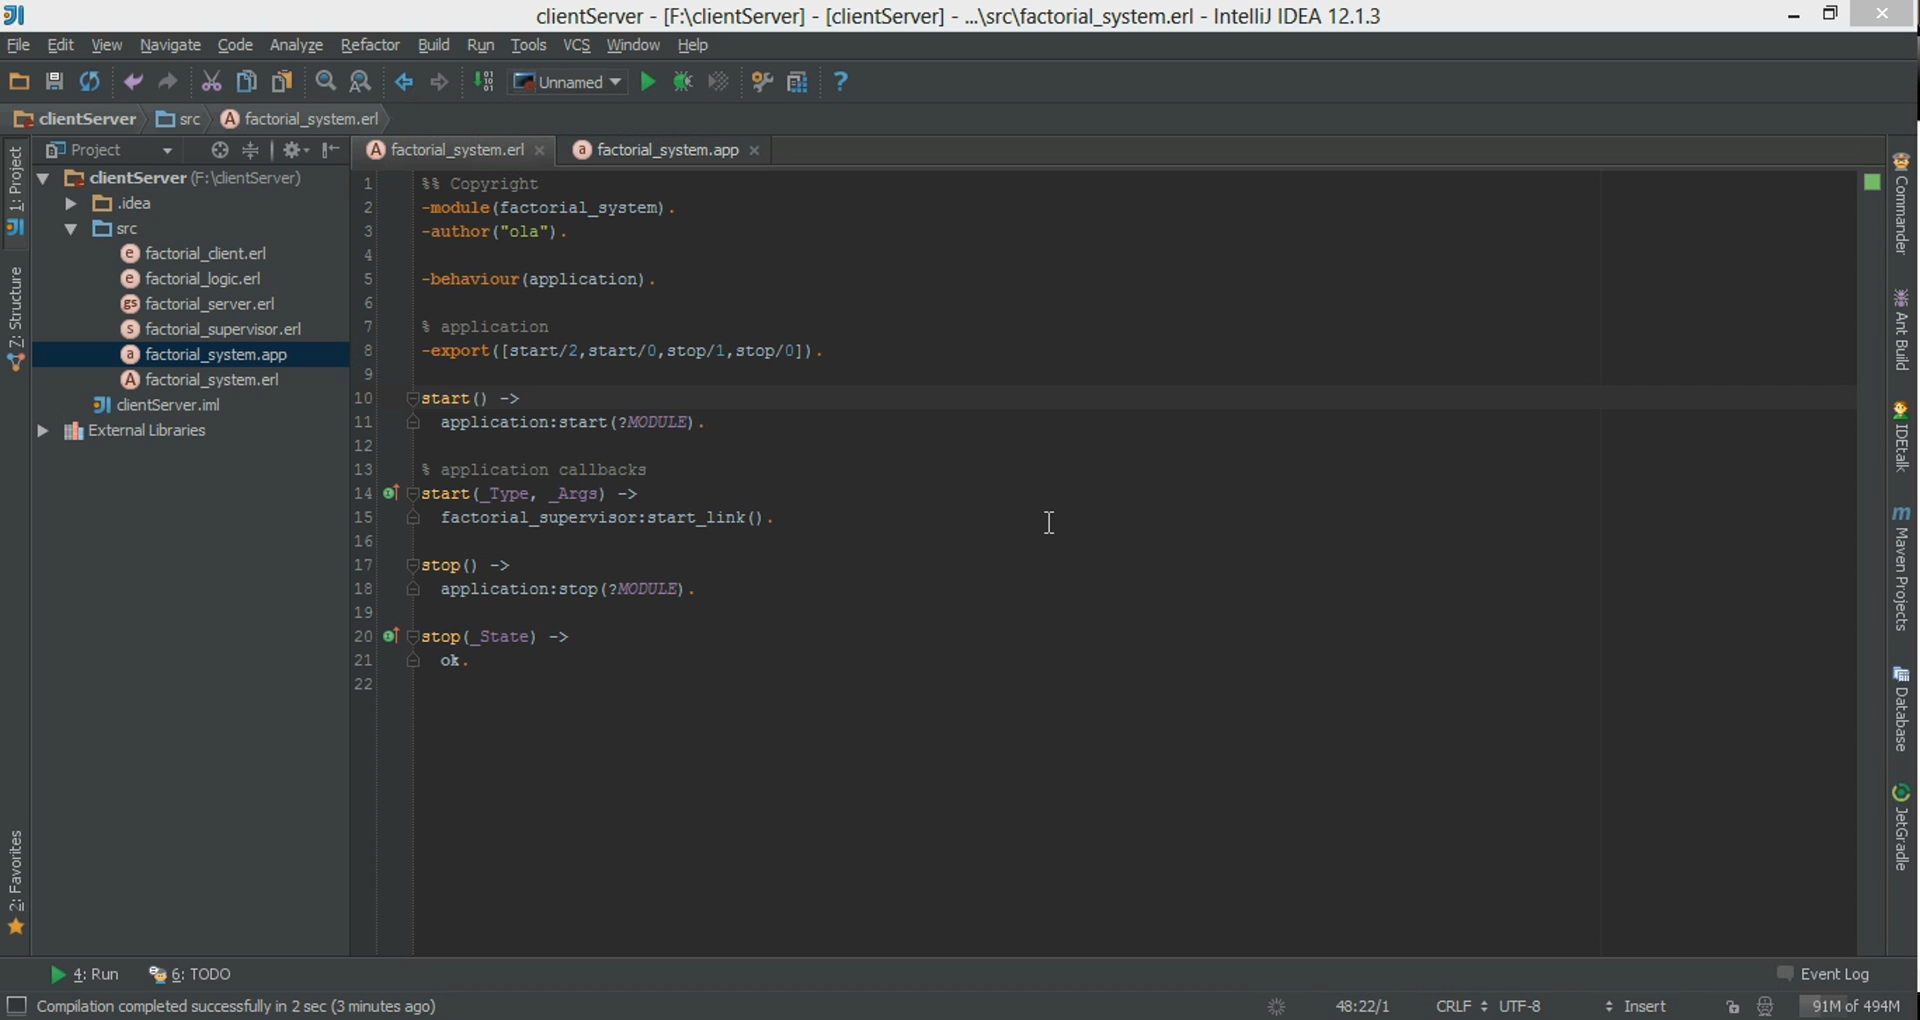 clientServer - [F:\clientServer] - [clientServer] - ...\src\factorial_system.erl - IntelliJ IDEA 12.1.3
File Edit View Navigate Code Analyze Refactor Build Run Tools VCS Window Help
Unnamed
clientServer src factorial_system.erl
Project
factorial_system.erl factorial_system.app
1: Project
7: Structure
2: Favorites
clientServer (F:\clientServer)
.idea
src
factorial_client.erl
factorial_logic.erl
factorial_server.erl
factorial_supervisor.erl
factorial_system.app
factorial_system.erl
clientServer.iml
External Libraries
1 %% Copyright
2 -module(factorial_system).
3 -author("ola").
4
5 -behaviour(application).
6
7 % application
8 -export([start/2,start/0,stop/1,stop/0]).
9
10 start() ->
11 application:start(?MODULE).
12
13 % application callbacks
14 start(_Type, _Args) ->
15 factorial_supervisor:start_link().
16
17 stop() ->
18 application:stop(?MODULE).
19
20 stop(_State) ->
21 ok.
22
Commander
Ant Build
IDEtalk
Maven Projects
Database
JetGradle
4: Run 6: TODO Event Log
Compilation completed successfully in 2 sec (3 minutes ago) 48:22/1 CRLF UTF-8 Insert 91M of 494M